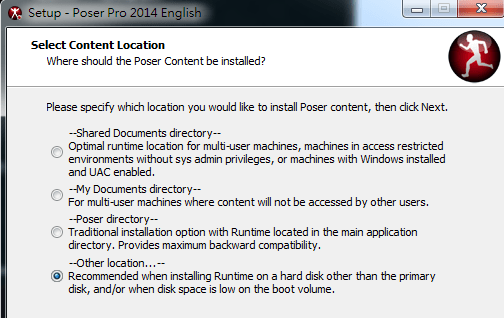 Setup - Poser Pro 2014 English
Select Content Location
Where should the Poser Content be installed?
Please specify which location you would like to install Poser content, then click Next.
--Shared Documents directory--
Optimal runtime location for multi-user machines, machines in access restricted
environments without sys admin privileges, or machines with Windows installed
and UAC enabled.
--My Documents directory--
For multi-user machines where content will not be accessed by other users.
--Poser directory--
Traditional installation option with Runtime located in the main application
directory. Provides maximum backward compatibility.
--Other location...--
Recommended when installing Runtime on a hard disk other than the primary
disk, and/or when disk space is low on the boot volume.